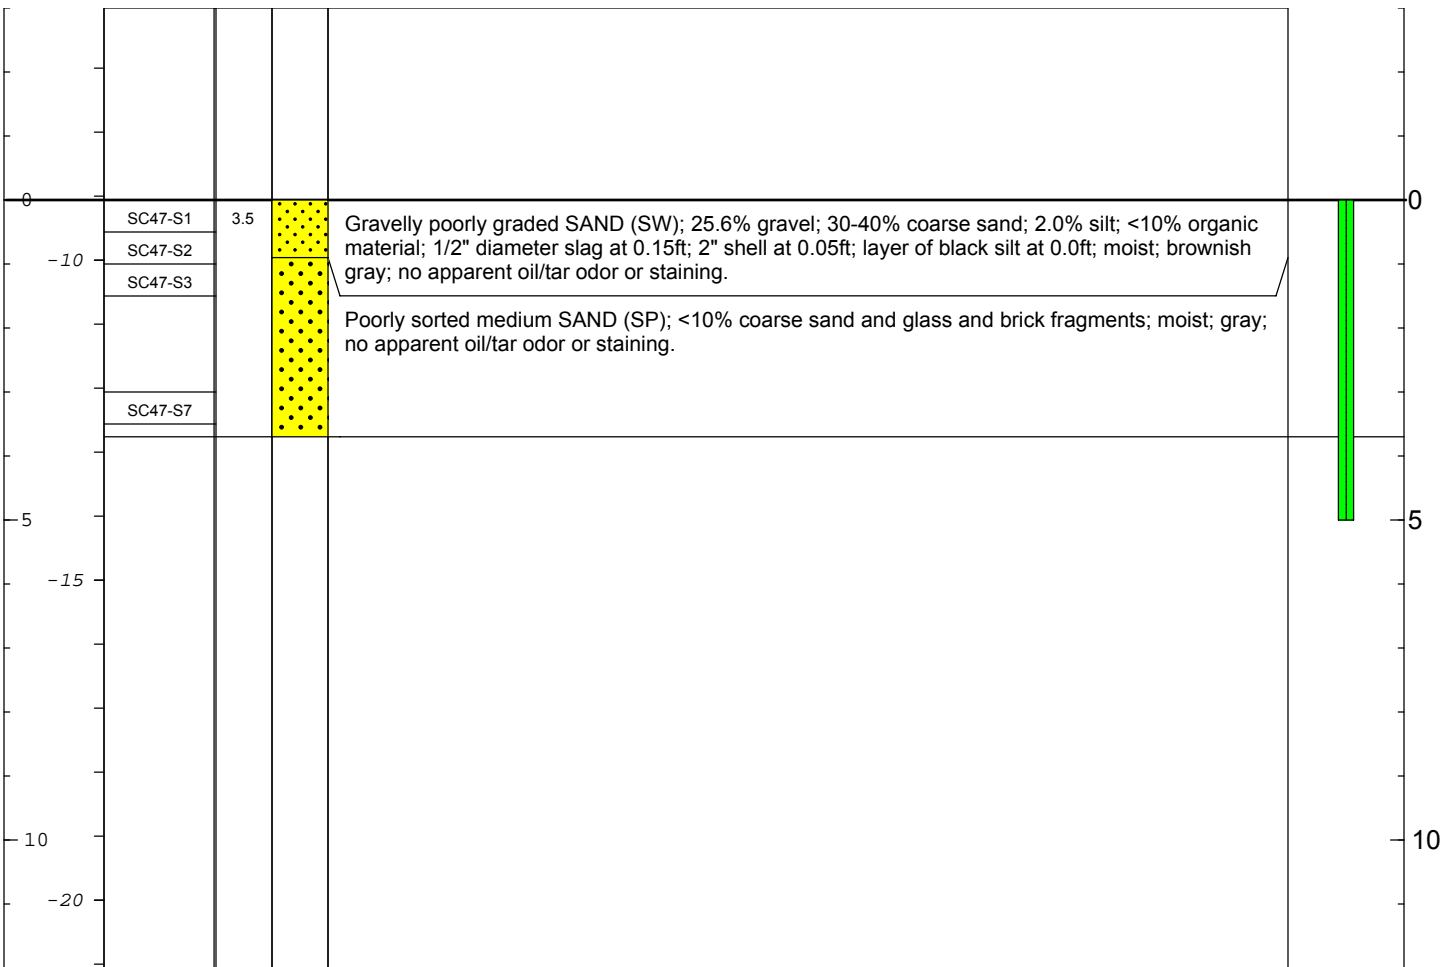 0
0
SC47-S1
3.5
Gravelly poorly graded SAND (SW); 25.6% gravel; 30-40% coarse sand; 2.0% silt; <10% organic
material; 1/2" diameter slag at 0.15ft; 2" shell at 0.05ft; layer of black silt at 0.0ft; moist; brownish
gray; no apparent oil/tar odor or staining.
SC47-S2
-10
SC47-S3
Poorly sorted medium SAND (SP); <10% coarse sand and glass and brick fragments; moist; gray;
no apparent oil/tar odor or staining.
SC47-S7
5
5
-15
10
10
-20